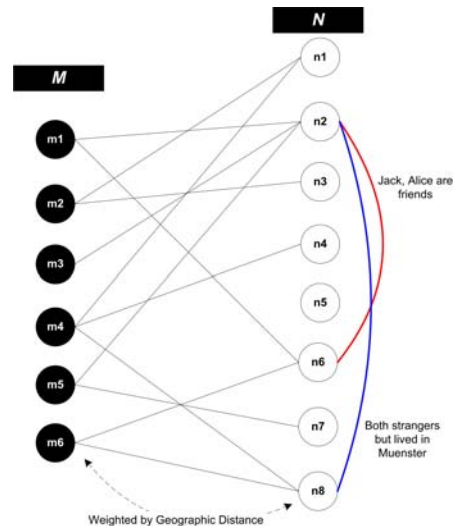 N
M
n1
m1
n2
m2
n3
Jack, Alice are
friends
m3
n4
m4
n5
m5
n6
m6
n7
Both strangers
but lived in
Muenster
n8
Weighted by Geographic Distance